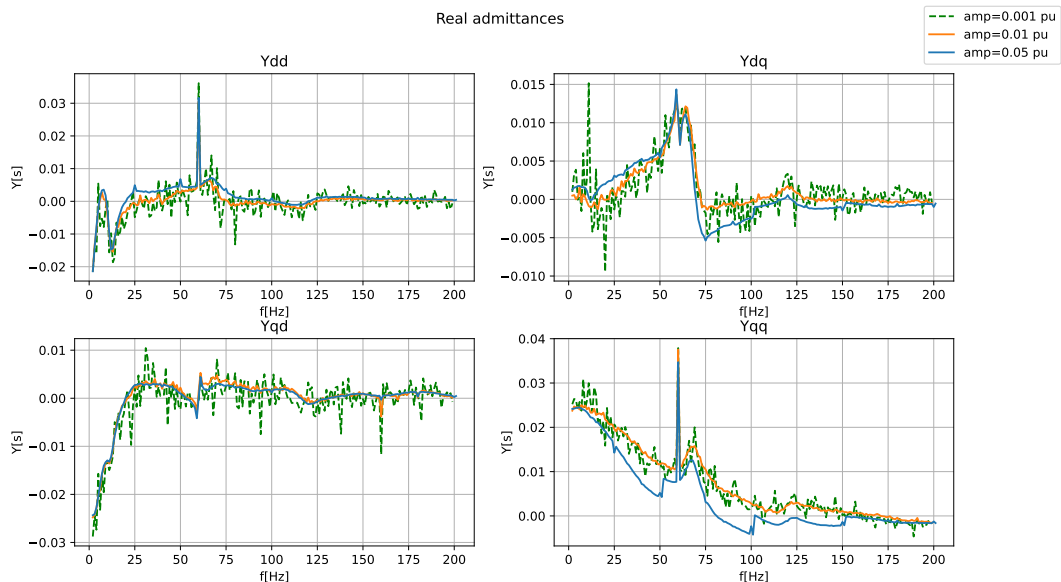 Real admittances
amp=0.001 pu
amp=0.01 pu
amp=0.05 pu
Ydd
Y[s]
0.03
0.02
0.01
0.00
−0.01
−0.02
0 25 50 75 100 125 150 175 200
f[Hz]
Ydq
Y[s]
0.015
0.010
0.005
0.000
−0.005
−0.010
0 25 50 75 100 125 150 175 200
f[Hz]
Yqd
Y[s]
0.01
0.00
−0.01
−0.02
−0.03
0 25 50 75 100 125 150 175 200
f[Hz]
Yqq
Y[s]
0.04
0.03
0.02
0.01
0.00
0 25 50 75 100 125 150 175 200
f[Hz]